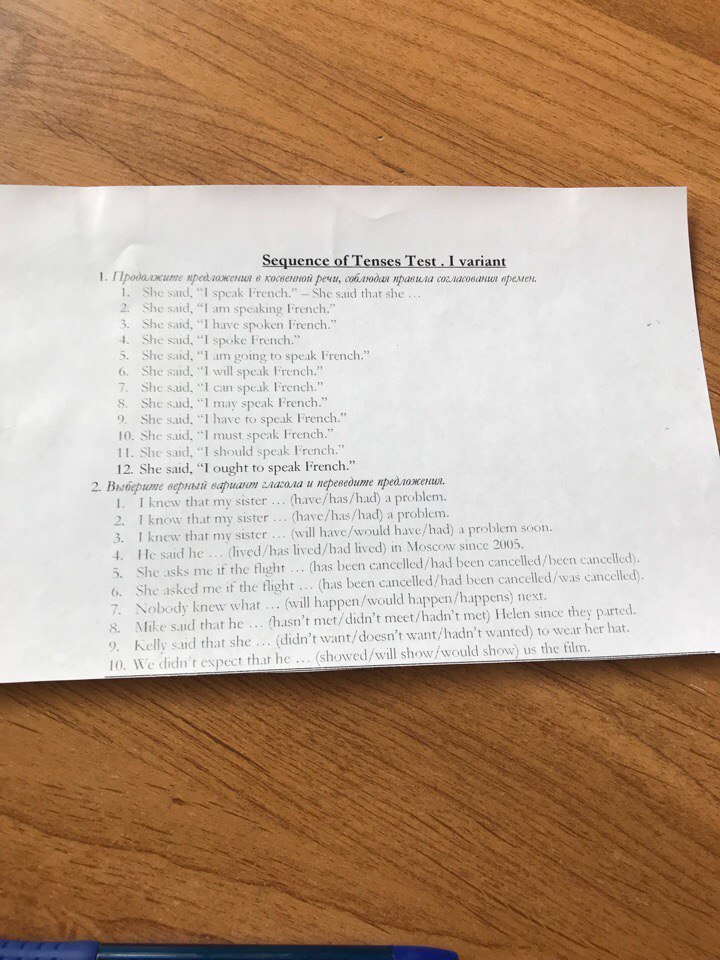 Sequence of Tenses Test . I variant
1. Продолжите предложения в косвенной речи, соблюдая правила согласования времен.
1. She said, “I speak French.” – She said that she …
2. She said, “I am speaking French.”
3. She said, “I have spoken French.”
4. She said, “I spoke French.”
5. She said, “I am going to speak French.”
6. She said, “I will speak French.”
7. She said, “I can speak French.”
8. She said, “I may speak French.”
9. She said, “I have to speak French.”
10. She said, “I must speak French.”
11. She said, “I should speak French.”
12. She said, “I ought to speak French.”
2. Выберите верный вариант глагола и переведите предложения.
1. I knew that my sister … (have/has/had) a problem.
2. I know that my sister … (have/has/had) a problem.
3. I knew that my sister … (will have/would have/had) a problem soon.
4. He said he … (lived/has lived/had lived) in Moscow since 2005.
5. She asks me if the flight … (has been cancelled/had been cancelled/been cancelled).
6. She asked me if the flight … (has been cancelled/had been cancelled/was cancelled).
7. Nobody knew what … (will happen/would happen/happens) next.
8. Mike said that he … (hasn't met/didn't meet/hadn't met) Helen since they parted.
9. Kelly said that she … (didn't want/doesn't want/hadn't wanted) to wear her hat.
10. We didn't expect that he … (showed/will show/would show) us the film.